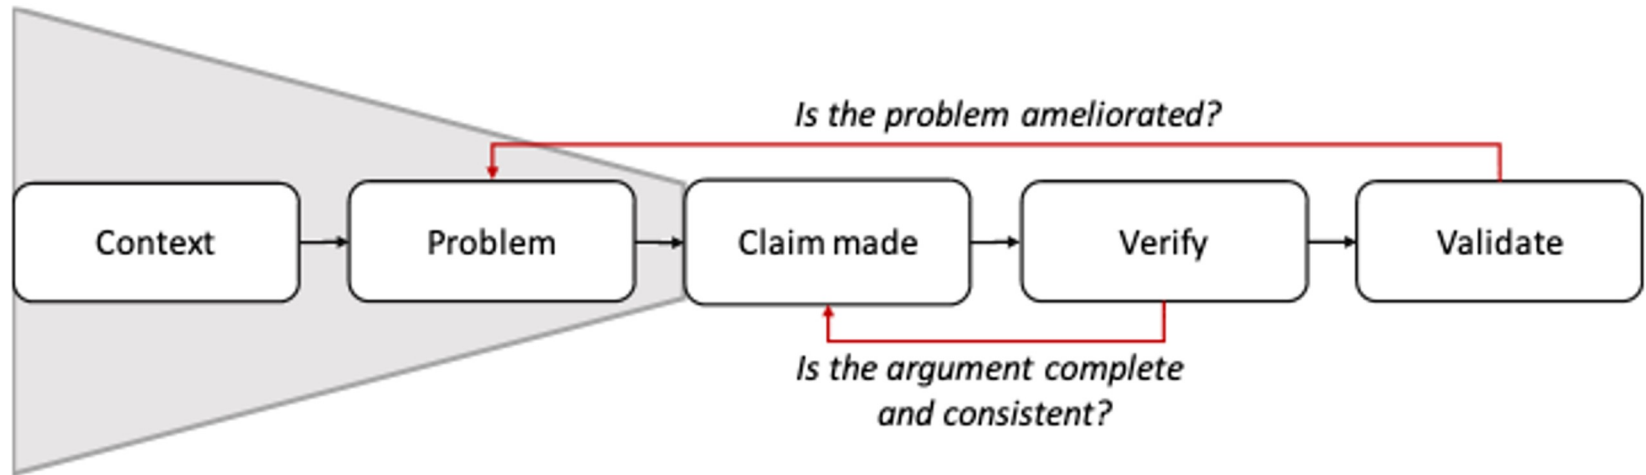 Is the problem ameliorated?
Context
Problem
Claim made
Verify
Validate
Is the argument complete
and consistent?